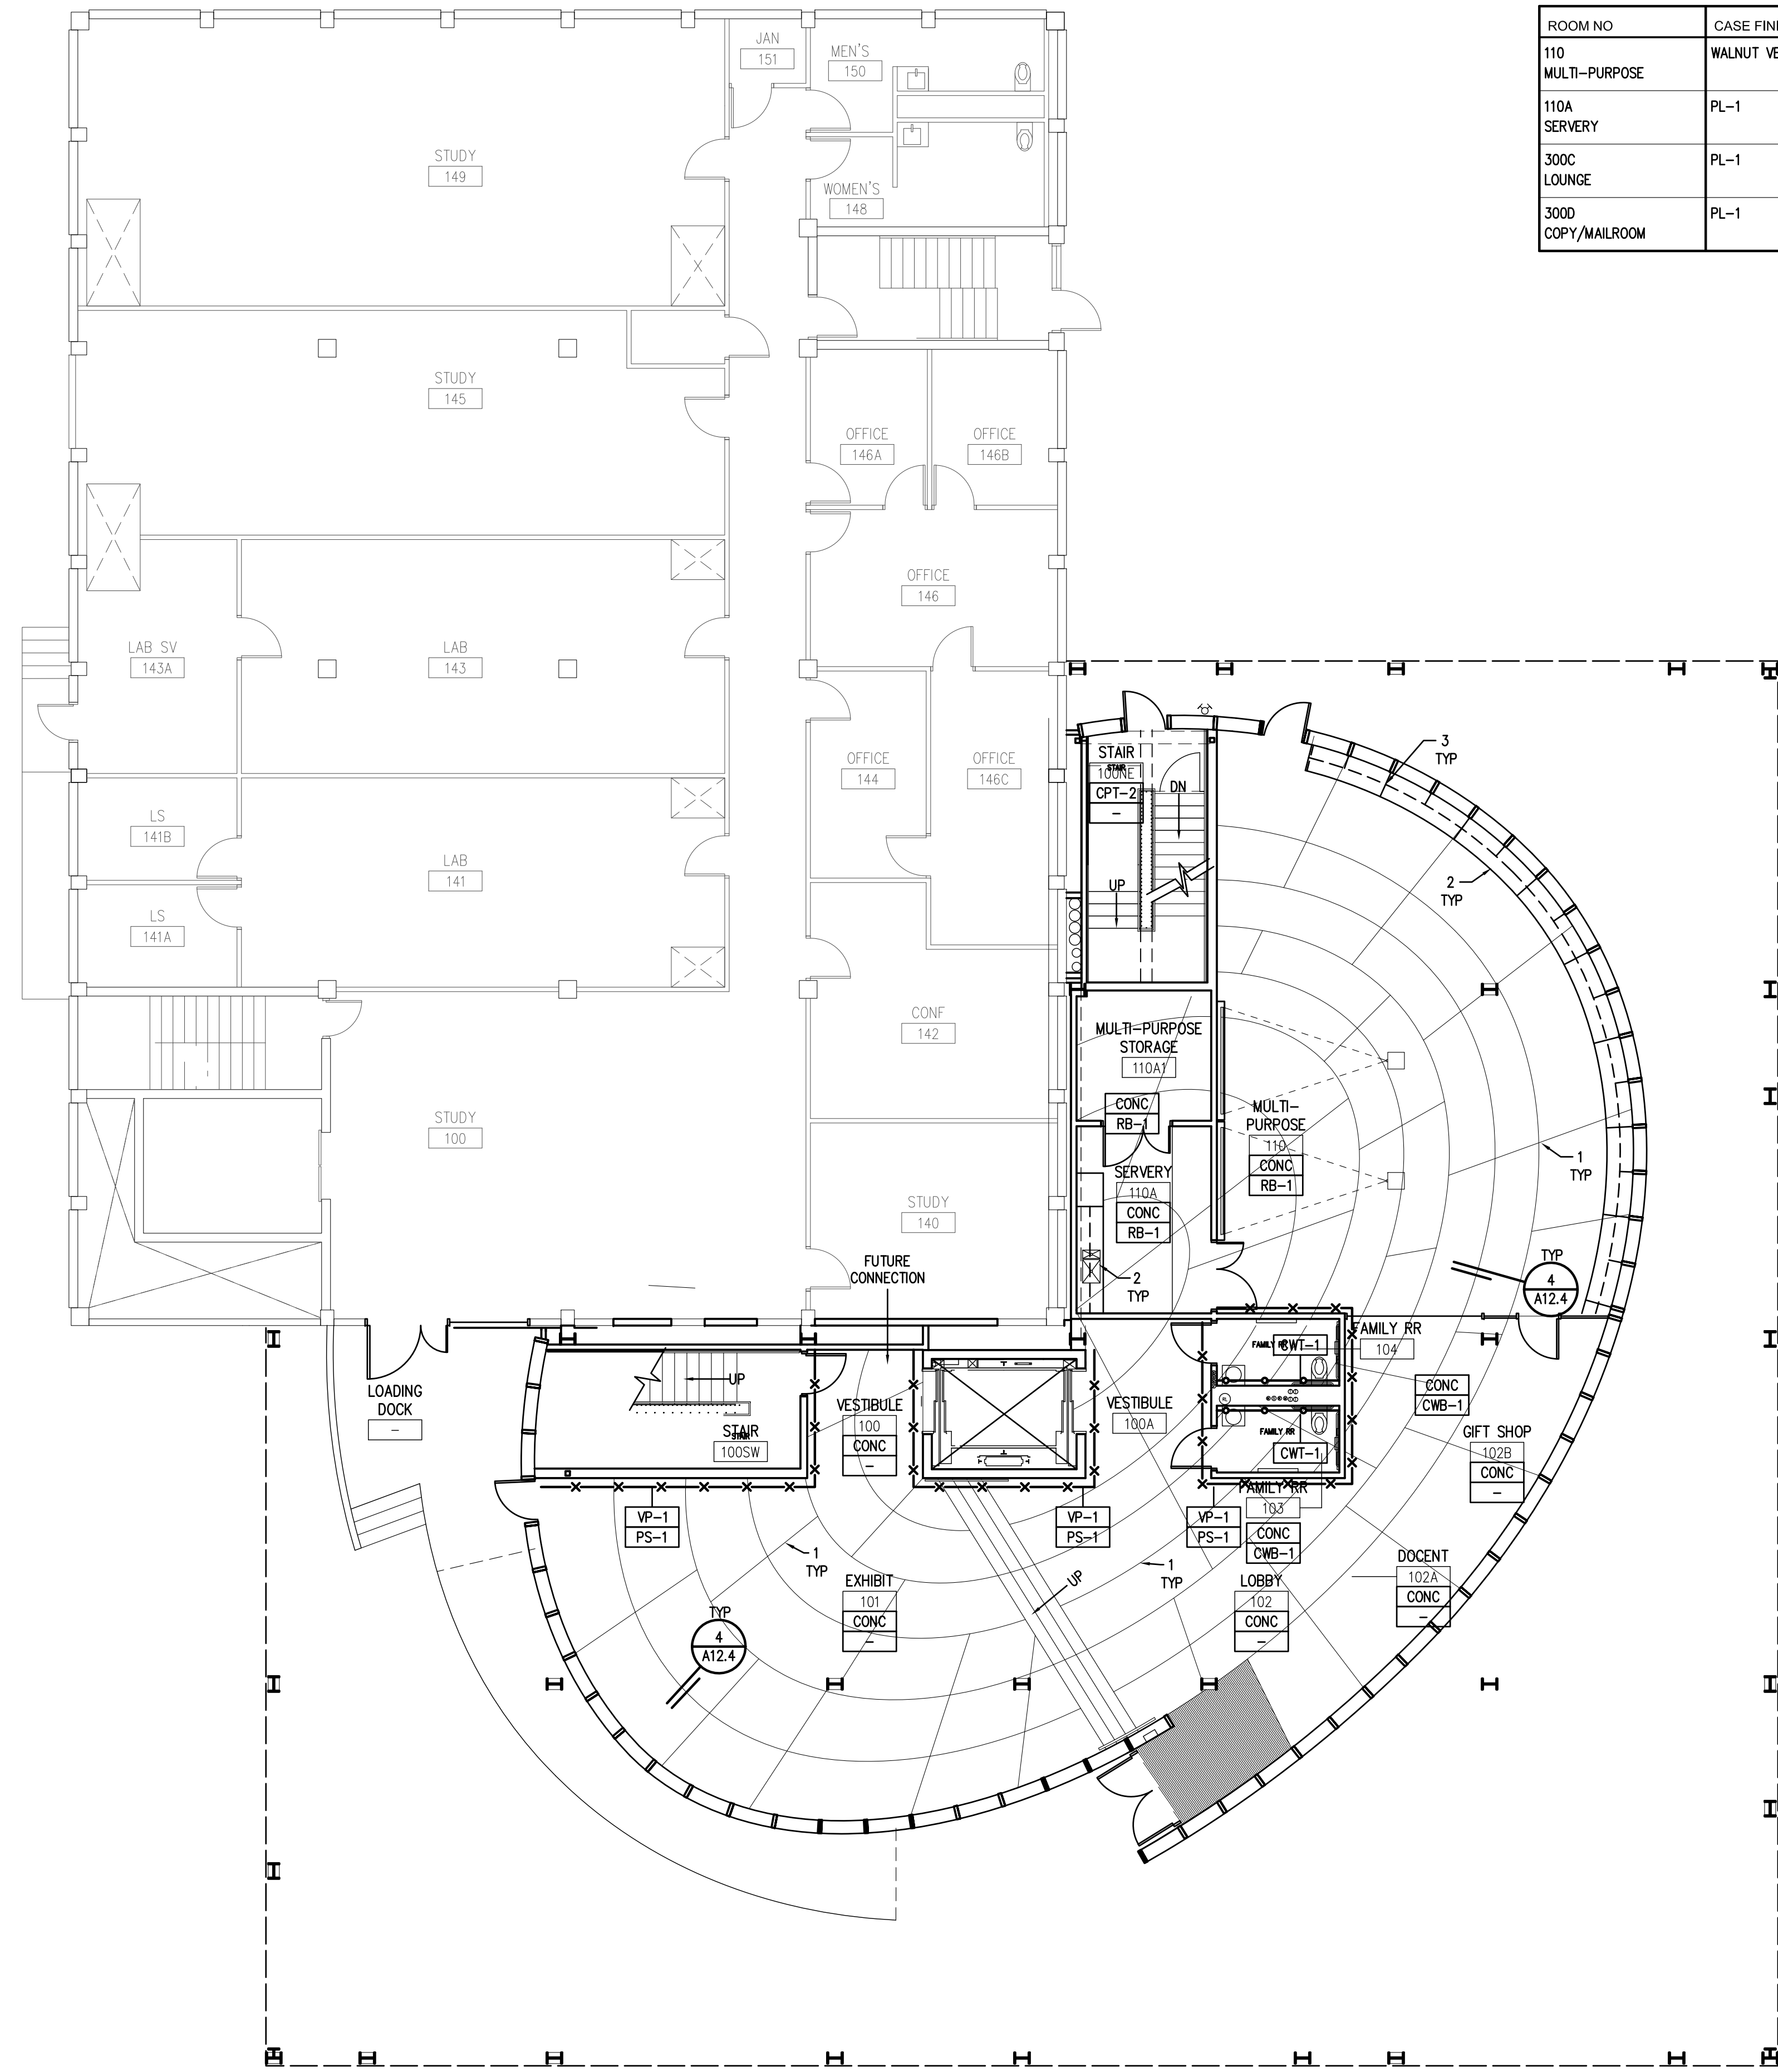 ROOM NO
110
MULTI-PURPOSE
WALNUT
110A
SERVERY
PL-1
300C
LOUNGE
PL-1
300D
COPY/MAILROOM
PL-1
JAN
151
MEN'S
150
STUDY
149
WOMEN'S
148
STUDY
145
OFFICE
146A
OFFICE
146B
OFFICE
146
LAB SV
143A
LAB
143
OFFICE
144
OFFICE
146C
LS
141B
LAB
141
LS
141A
CONF
142
STUDY
100
STUDY
140
STAIR
STAIR
100NE
CPT-2
-
DN
UP
3
TYP
2
TYP
MULTI-PURPOSE
STORAGE
110A1
CONC
RB-1
MULTI-
PURPOSE
110
CONC
RB-1
1
TYP
SERVERY
110A
CONC
RB-1
2
TYP
TYP
4
A12.4
FUTURE
CONNECTION
LOADING
DOCK
-
UP
STAIR
STAIR
100SW
VESTIBULE
100
CONC
-
VESTIBULE
100A
FAMILY RR
CWT-1
FAMILY RR
104
FAMILY RR
CWT-1
CONC
CWB-1
GIFT SHOP
102B
CONC
-
FAMILY RR
103
CONC
CWB-1
VP-1
PS-1
VP-1
PS-1
VP-1
PS-1
1
TYP
EXHIBIT
101
CONC
-
1
TYP
UP
LOBBY
102
CONC
-
DOCENT
102A
CONC
-
TYP
4
A12.4